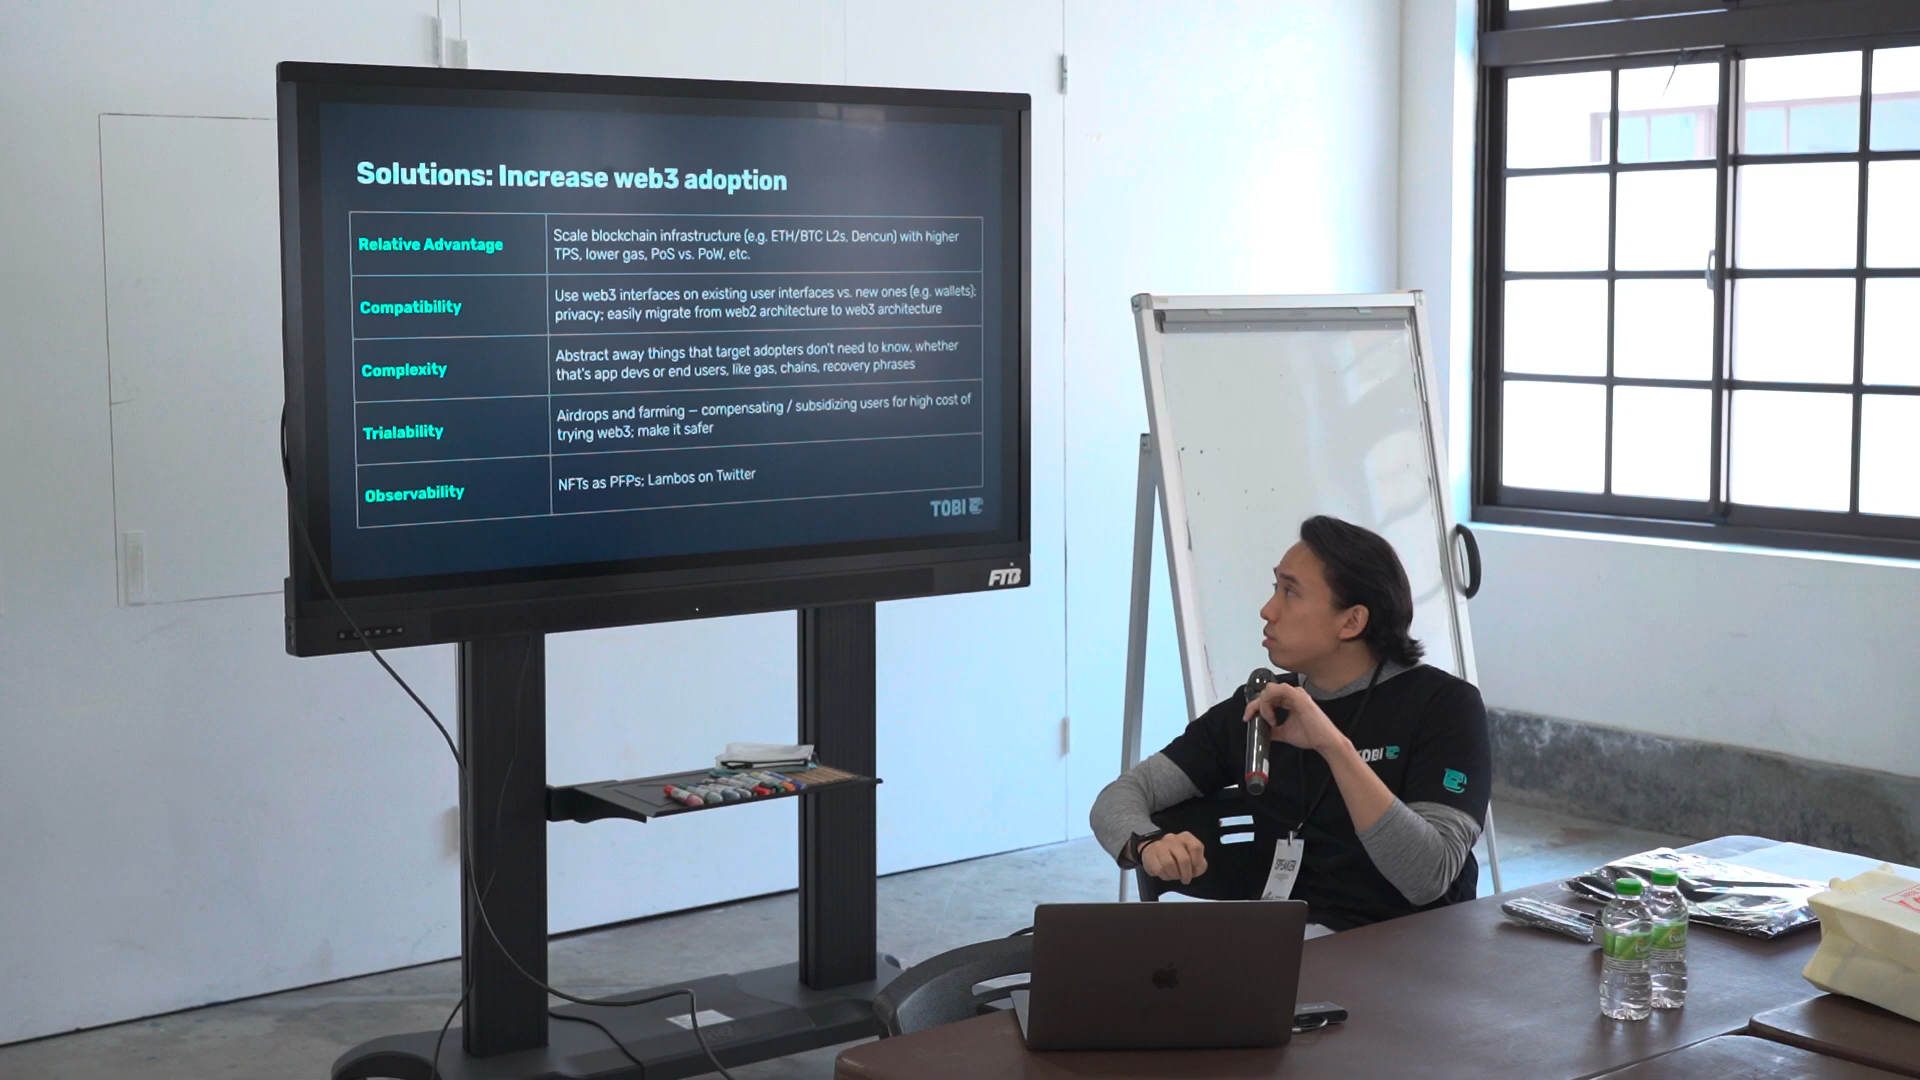 Solutions: Increase web3 adoption
Relative Advantage
Scale blockchain infrastructure (e.g. ETH/BTC L2s, Dencun) with higher
TPS, lower gas, PoS vs. PoW, etc.
Compatibility
Use web3 interfaces on existing user interfaces vs. new ones (e.g. wallets);
privacy; easily migrate from web2 architecture to web3 architecture
Complexity
Abstract away things that target adopters don't need to know, whether
that's app devs or end users, like gas, chains, recovery phrases
Trialability
Airdrops and farming – compensating / subsidizing users for high cost of
trying web3; make it safer
Observability
NFTs as PFPs; Lambos on Twitter
TOBI
FTB
TOBI
SPEAKER